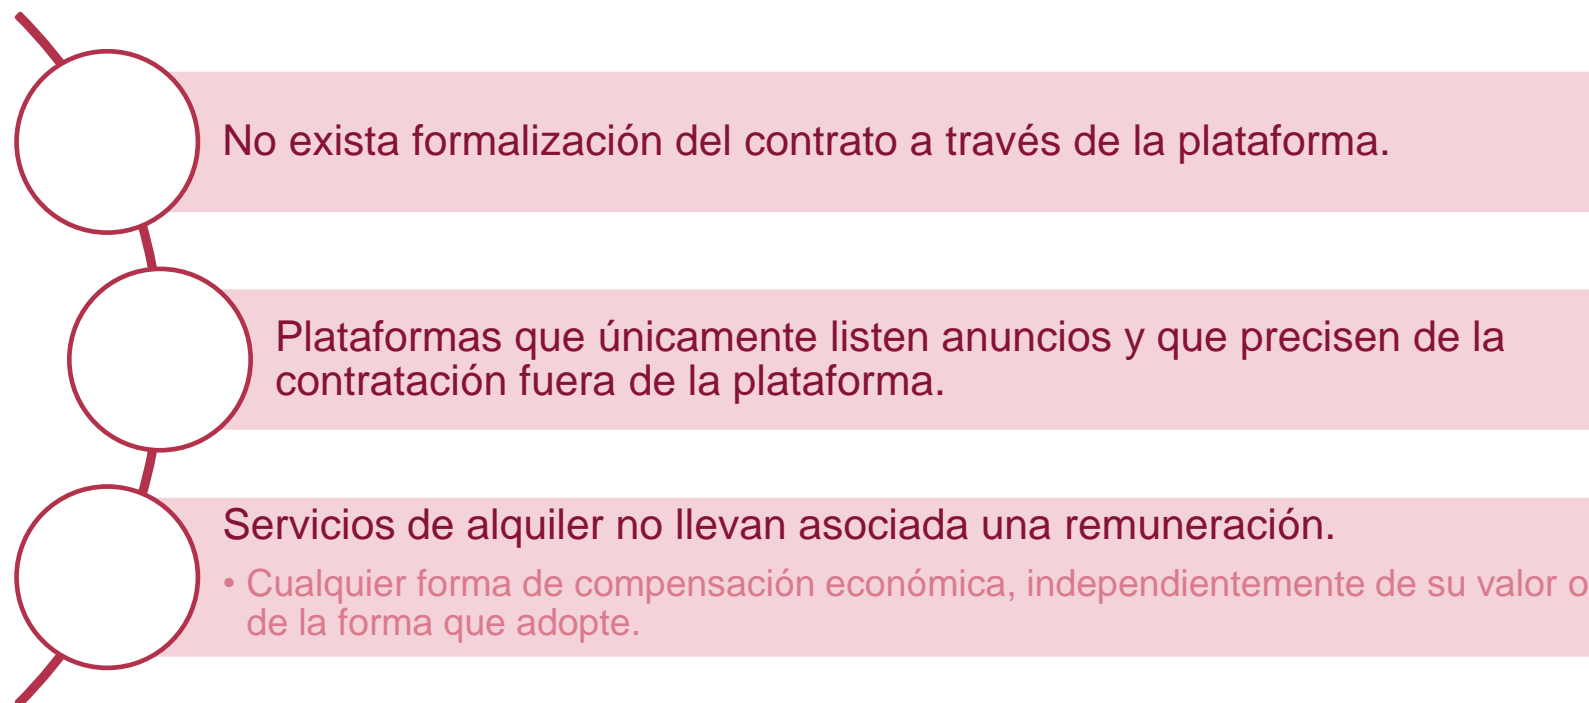 No exista formalización del contrato a través de la plataforma.
Plataformas que únicamente listen anuncios y que precisen de la
contratación fuera de la plataforma.
Servicios de alquiler no llevan asociada una remuneración.
• Cualquier forma de compensación económica, independientemente de su valor o
de la forma que adopte.